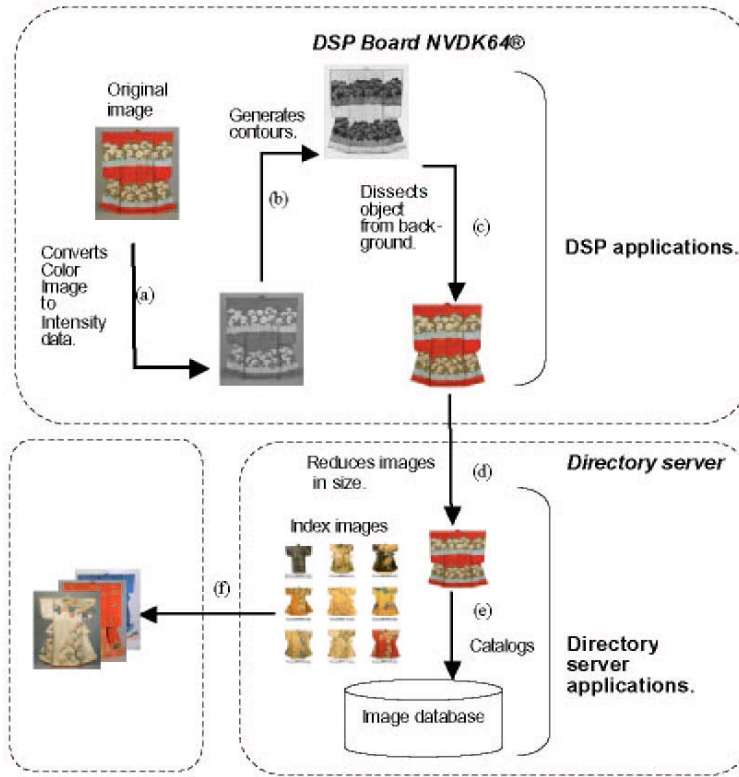 DSP Board NVDK64®
Original
image
Generates
contours.
(b)
Dissects
object
from back-
ground.
(c)
DSP applications.
Converts
Color
Image
to
Intensity
data.
(a)
Reduces images
in size.
(d)
Directory server
Index images
(f)
(e)
Catalogs
Directory
server
applications.
Image database